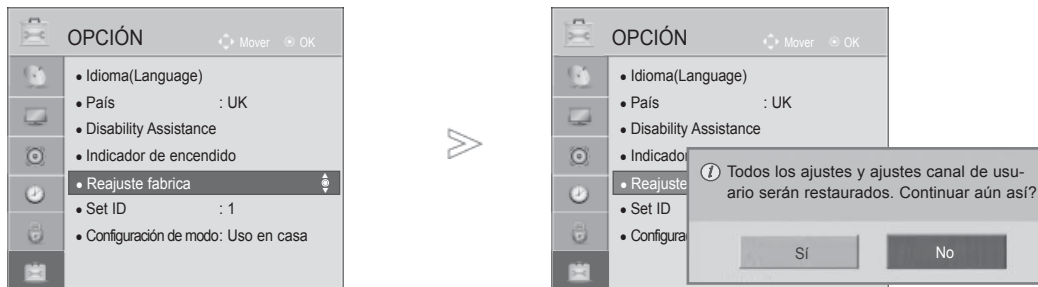 OPCIÓN Mover OK
• Idioma(Language)
• País : UK
• Disability Assistance
• Indicador de encendido
• Reajuste fabrica
• Set ID : 1
• Configuración de modo: Uso en casa
OPCIÓN Mover OK
• Idioma(Language)
• País : UK
• Disability Assistance
• Indicador
• Reajuste
• Set ID
• Configura
Todos los ajustes y ajustes canal de usu-
ario serán restaurados. Continuar aún así?
Sí No